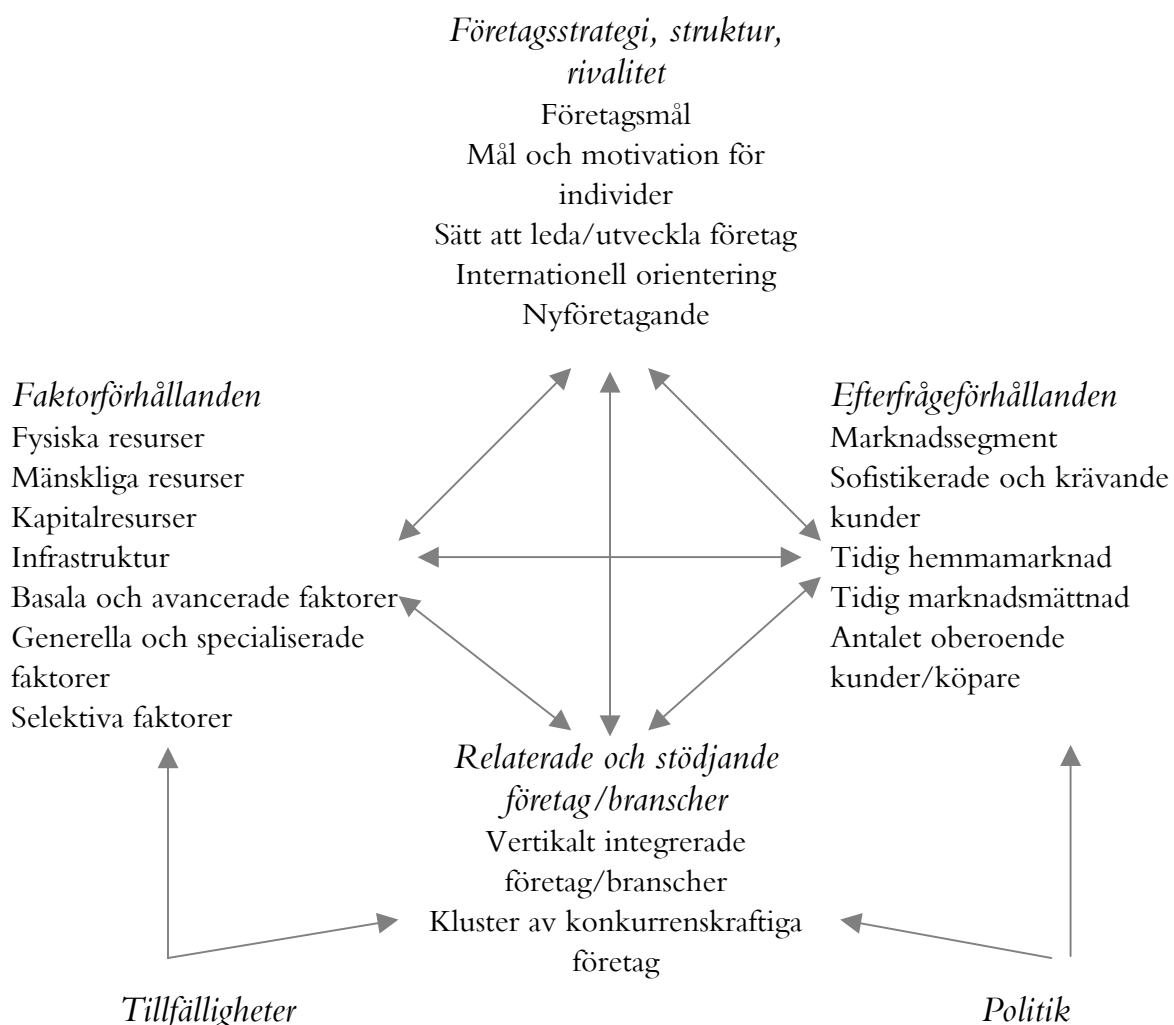 Företagsstrategi, struktur,
rivalitet
Företagsmål
Mål och motivation för
individer
Sätt att leda/utveckla företag
Internationell orientering
Nyföretagande
Faktorförhållanden
Fysiska resurser
Mänskliga resurser
Kapitalresurser
Infrastruktur
Basala och avancerade faktorer
Generella och specialiserade
faktorer
Selektiva faktorer
Efterfrågeförhållanden
Marknadssegment
Sofistikerade och krävande
kunder
Tidig hemmamarknad
Tidig marknadsmättnad
Antalet oberoende
kunder/köpare
Relaterade och stödjande
företag/branscher
Vertikalt integrerade
företag/branscher
Kluster av konkurrenskraftiga
företag
Tillfälligheter
Politik